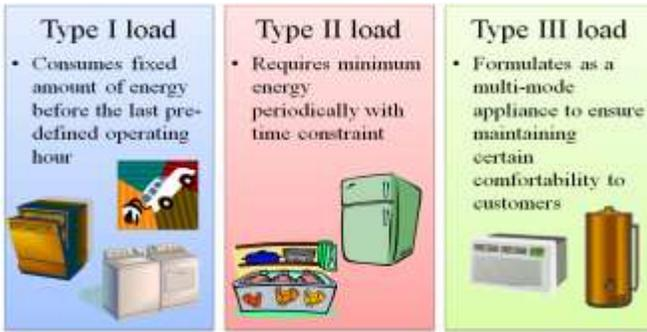 Type I load
• Consumes fixed
amount of energy
before the last pre-
defined operating
hour
Type II load
• Requires minimum
energy
periodically with
time constraint
Type III load
• Formulates as a
multi-mode
appliance to ensure
maintaining
certain
comfortability to
customers